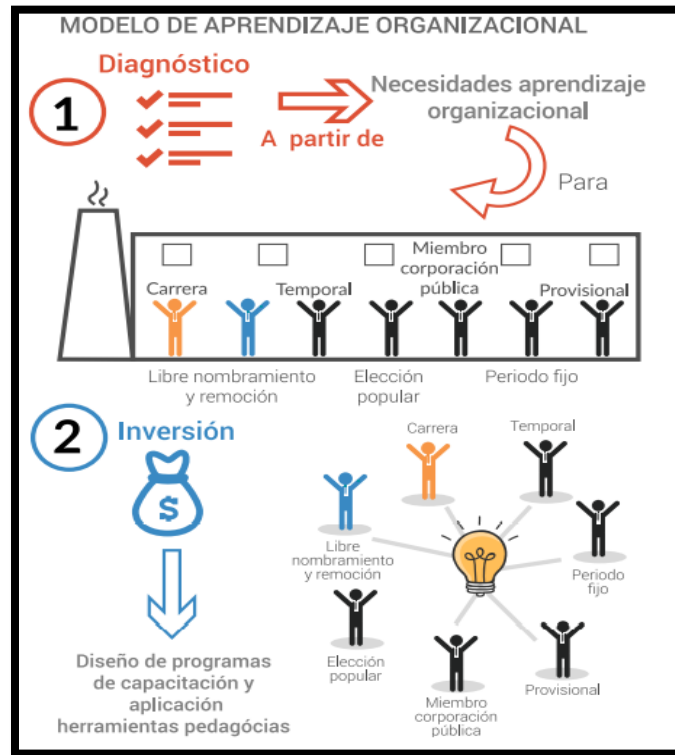 MODELO DE APRENDIZAJE ORGANIZACIONAL
Diagnóstico
1
A partir de
Necesidades aprendizaje
organizacional
Para
Carrera
Temporal
Miembro
corporación
pública
Provisional
Libre nombramiento
y remoción
Elección
popular
Periodo fijo
2
Inversión
$
Diseño de programas
de capacitación y
aplicación
herramientas pedagócias
Carrera
Temporal
Libre
nombramiento
y remoción
Periodo
fijo
Elección
popular
Miembro
corporación
pública
Provisional